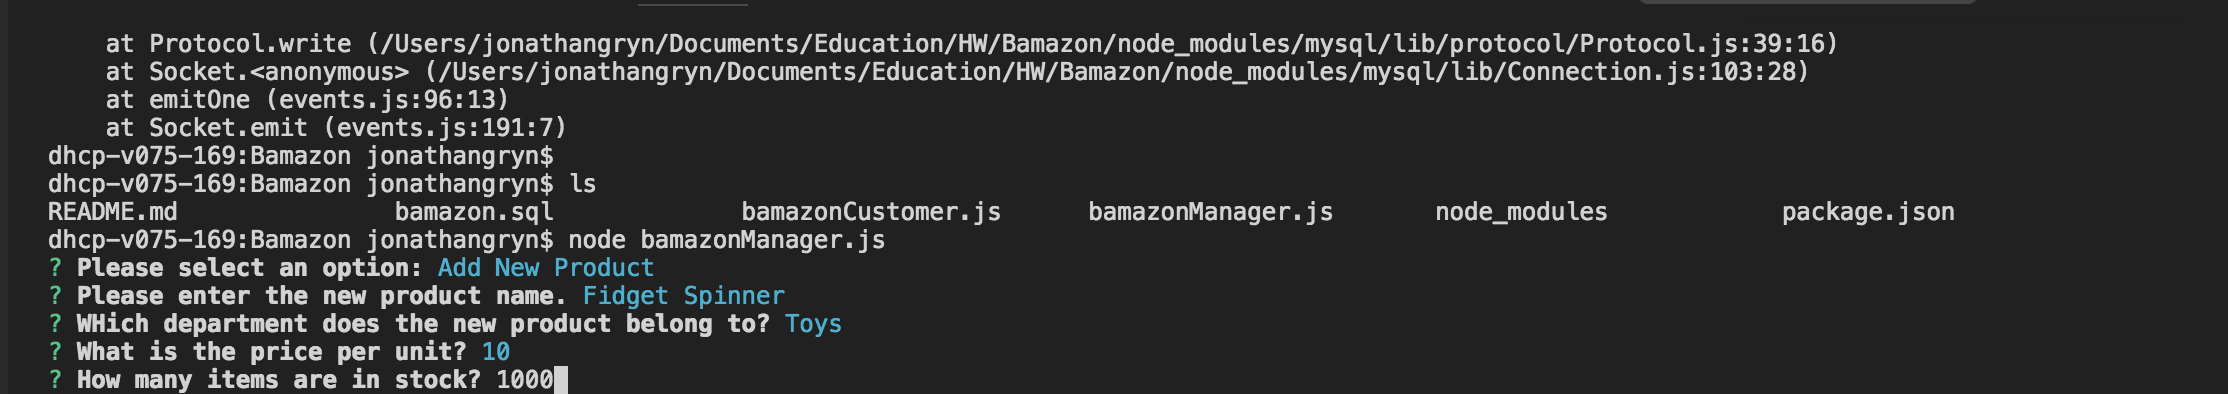 at Protocol.write (/Users/jonathangryn/Documents/Education/HW/Bamazon/node_modules/mysql/lib/protocol/Protocol.js:39:16)
at Socket.<anonymous> (/Users/jonathangryn/Documents/Education/HW/Bamazon/node_modules/mysql/lib/Connection.js:103:28)
at emitOne (events.js:96:13)
at Socket.emit (events.js:191:7)
dhcp-v075-169:Bamazon jonathangryn$
dhcp-v075-169:Bamazon jonathangryn$ ls
README.md bamazon.sql bamazonCustomer.js bamazonManager.js node_modules package.json
dhcp-v075-169:Bamazon jonathangryn$ node bamazonManager.js
? Please select an option: Add New Product
? Please enter the new product name. Fidget Spinner
? WHich department does the new product belong to? Toys
? What is the price per unit? 10
? How many items are in stock? 1000